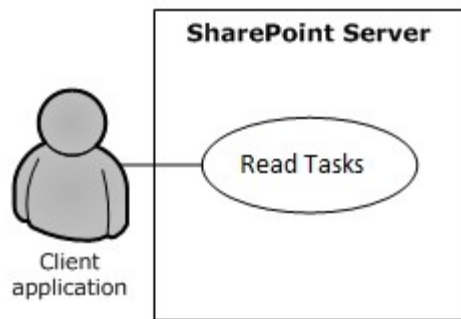 SharePoint Server
Read Tasks
Client
application